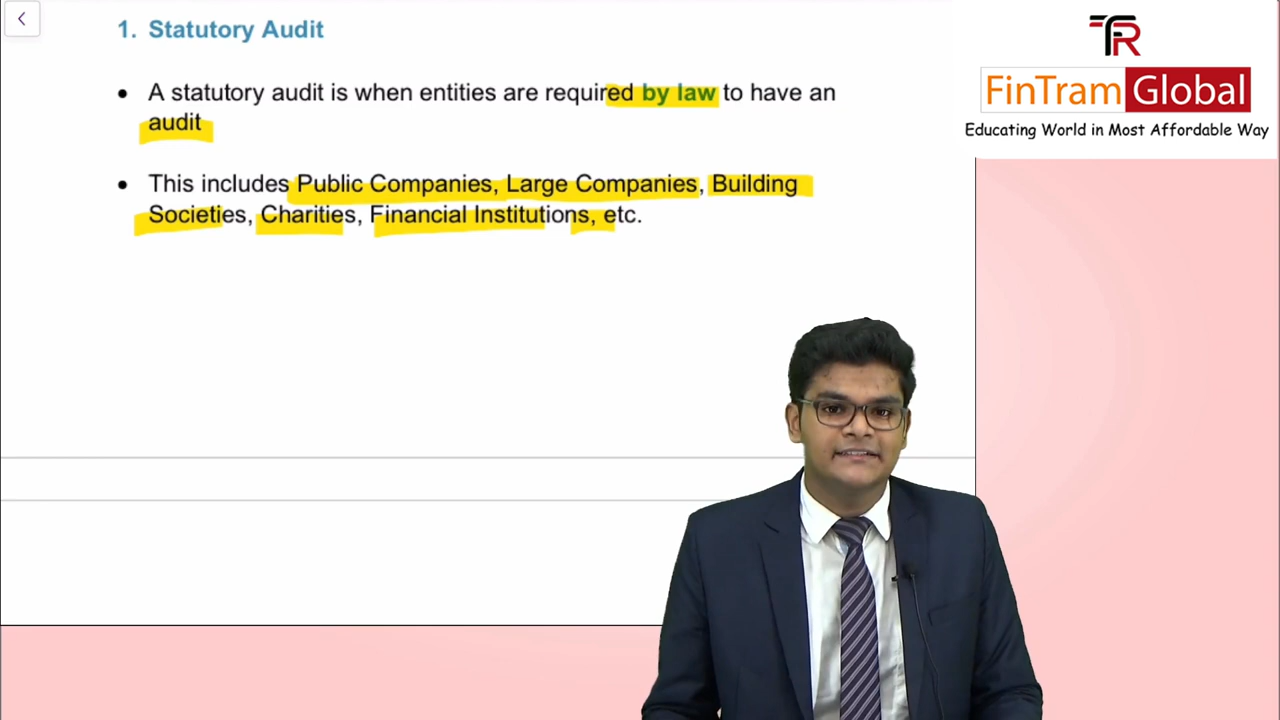 1. Statutory Audit
• A statutory audit is when entities are required by law to have an
audit
• This includes Public Companies, Large Companies, Building
Societies, Charities, Financial Institutions, etc.
FR
FinTram Global
Educating World in Most Affordable Way